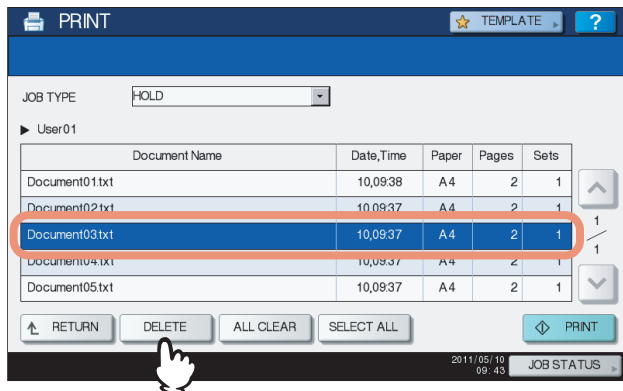 PRINT TEMPLATE ?
JOB TYPE HOLD
User01
Document Name Date,Time Paper Pages Sets
Document01.txt 10,09:38 A4 2 1
Document02.txt 10,09:37 A4 2 1
Document03.txt 10,09:37 A4 2 1
Document04.txt 10,09:37 A4 2 1
Document05.txt 10,09:37 A4 2 1
1
1
RETURN DELETE ALL CLEAR SELECT ALL PRINT
2011/05/10
09:43 JOB STATUS